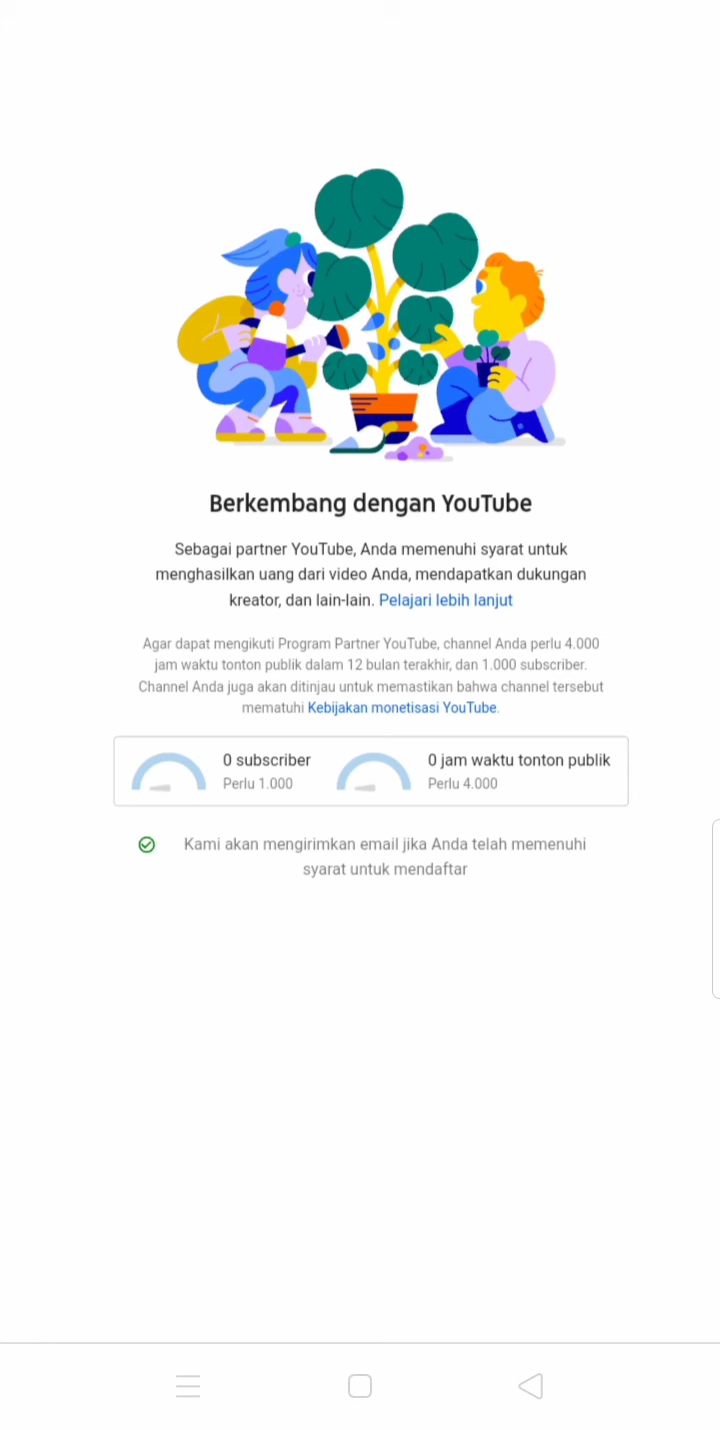 Berkembang dengan YouTube
Sebagai partner YouTube, Anda memenuhi syarat untuk
menghasilkan uang dari video Anda, mendapatkan dukungan
kreator, dan lain-lain. Pelajari lebih lanjut
Agar dapat mengikuti Program Partner YouTube, channel Anda perlu 4.000
jam waktu tonton publik dalam 12 bulan terakhir, dan 1.000 subscriber.
Channel Anda juga akan ditinjau untuk memastikan bahwa channel tersebut
mematuhi Kebijakan monetisasi YouTube.
0 subscriber
Perlu 1.000
0 jam waktu tonton publik
Perlu 4.000
Kami akan mengirimkan email jika Anda telah memenuhi
syarat untuk mendaftar